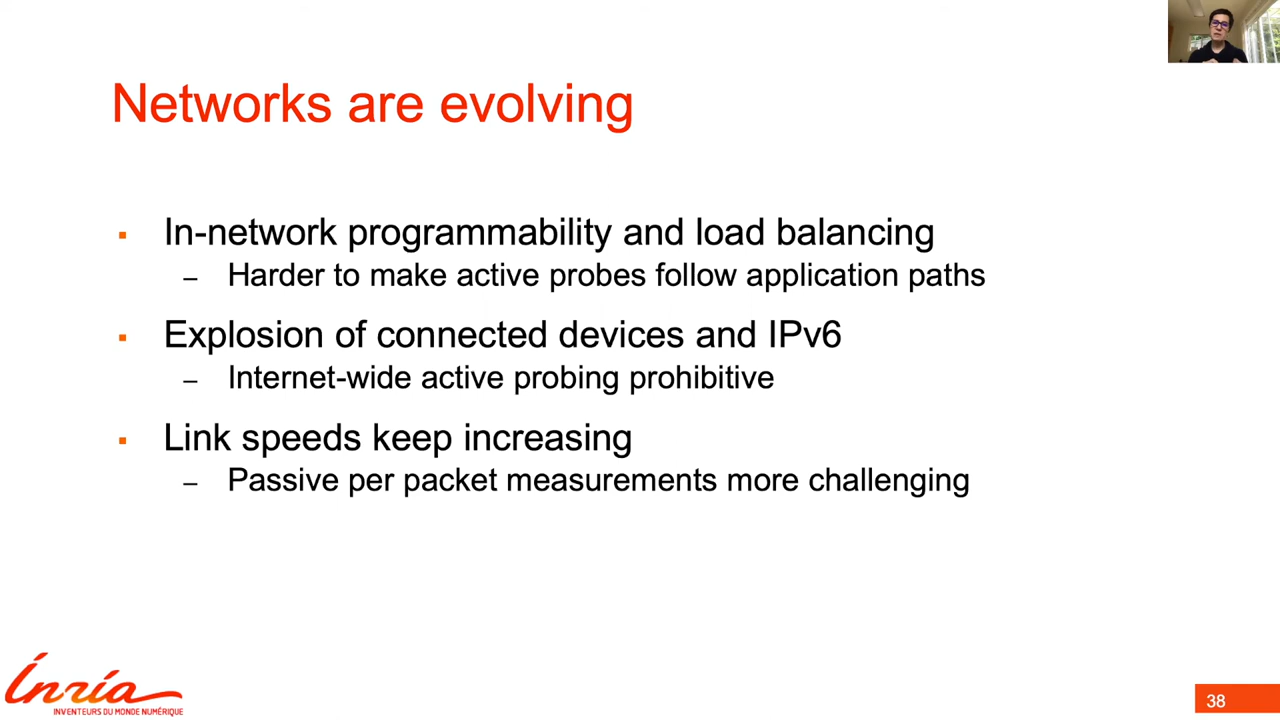 Networks are evolving
▪ In-network programmability and load balancing
– Harder to make active probes follow application paths
▪ Explosion of connected devices and IPv6
– Internet-wide active probing prohibitive
▪ Link speeds keep increasing
– Passive per packet measurements more challenging
Inria
INVENTEURS DU MONDE NUMÉRIQUE
38